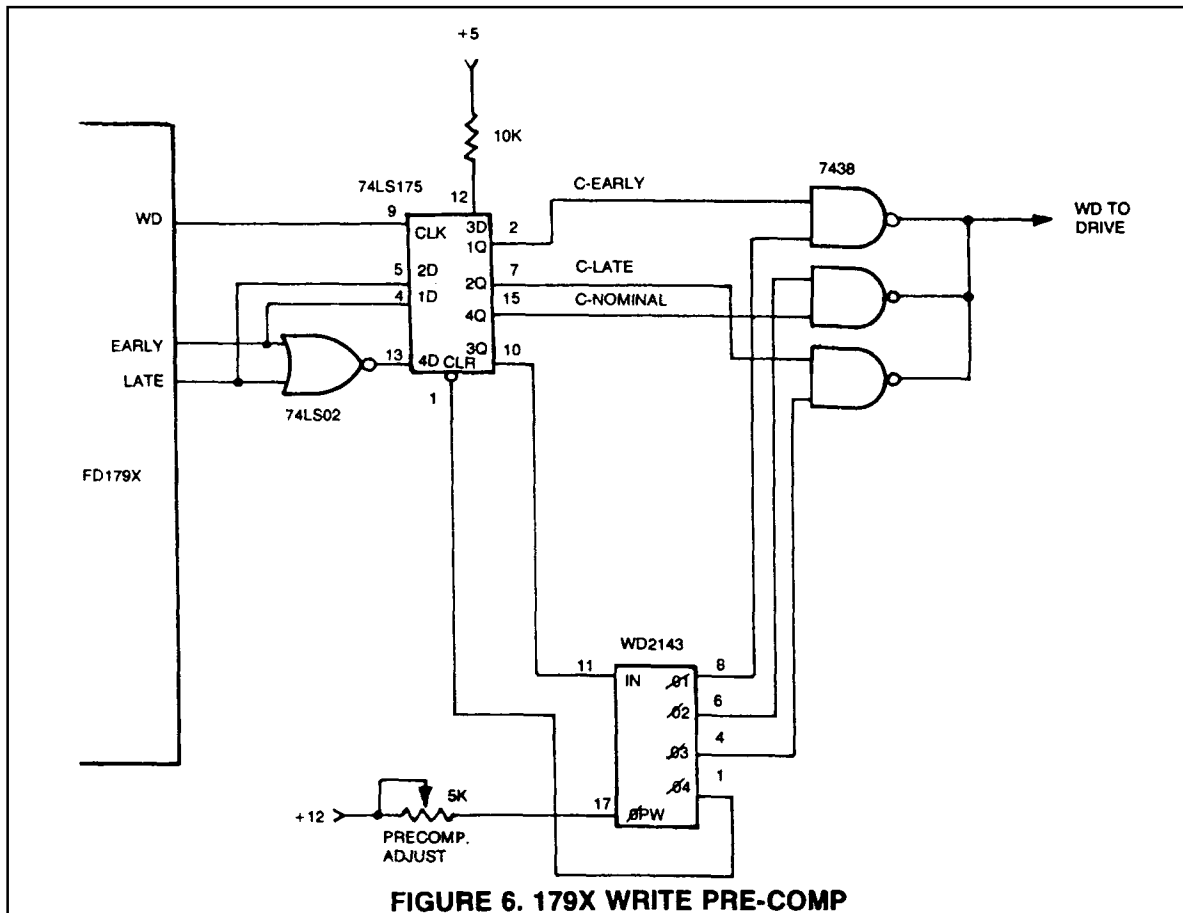 +5
10K
74LS175
7438
12
C-EARLY
WD
9
CLK
3D
1Q
2
WD TO
DRIVE
5
2D
C-LATE
7
2Q
4
1D
C-NOMINAL
15
4Q
EARLY
3Q
10
13
4D
CLR
LATE
1
74LS02
FD179X
WD2143
11
IN
Ø1
8
Ø2
6
Ø3
4
Ø4
1
5K
17
ØPW
+12
PRECOMP.
ADJUST
FIGURE 6. 179X WRITE PRE-COMP